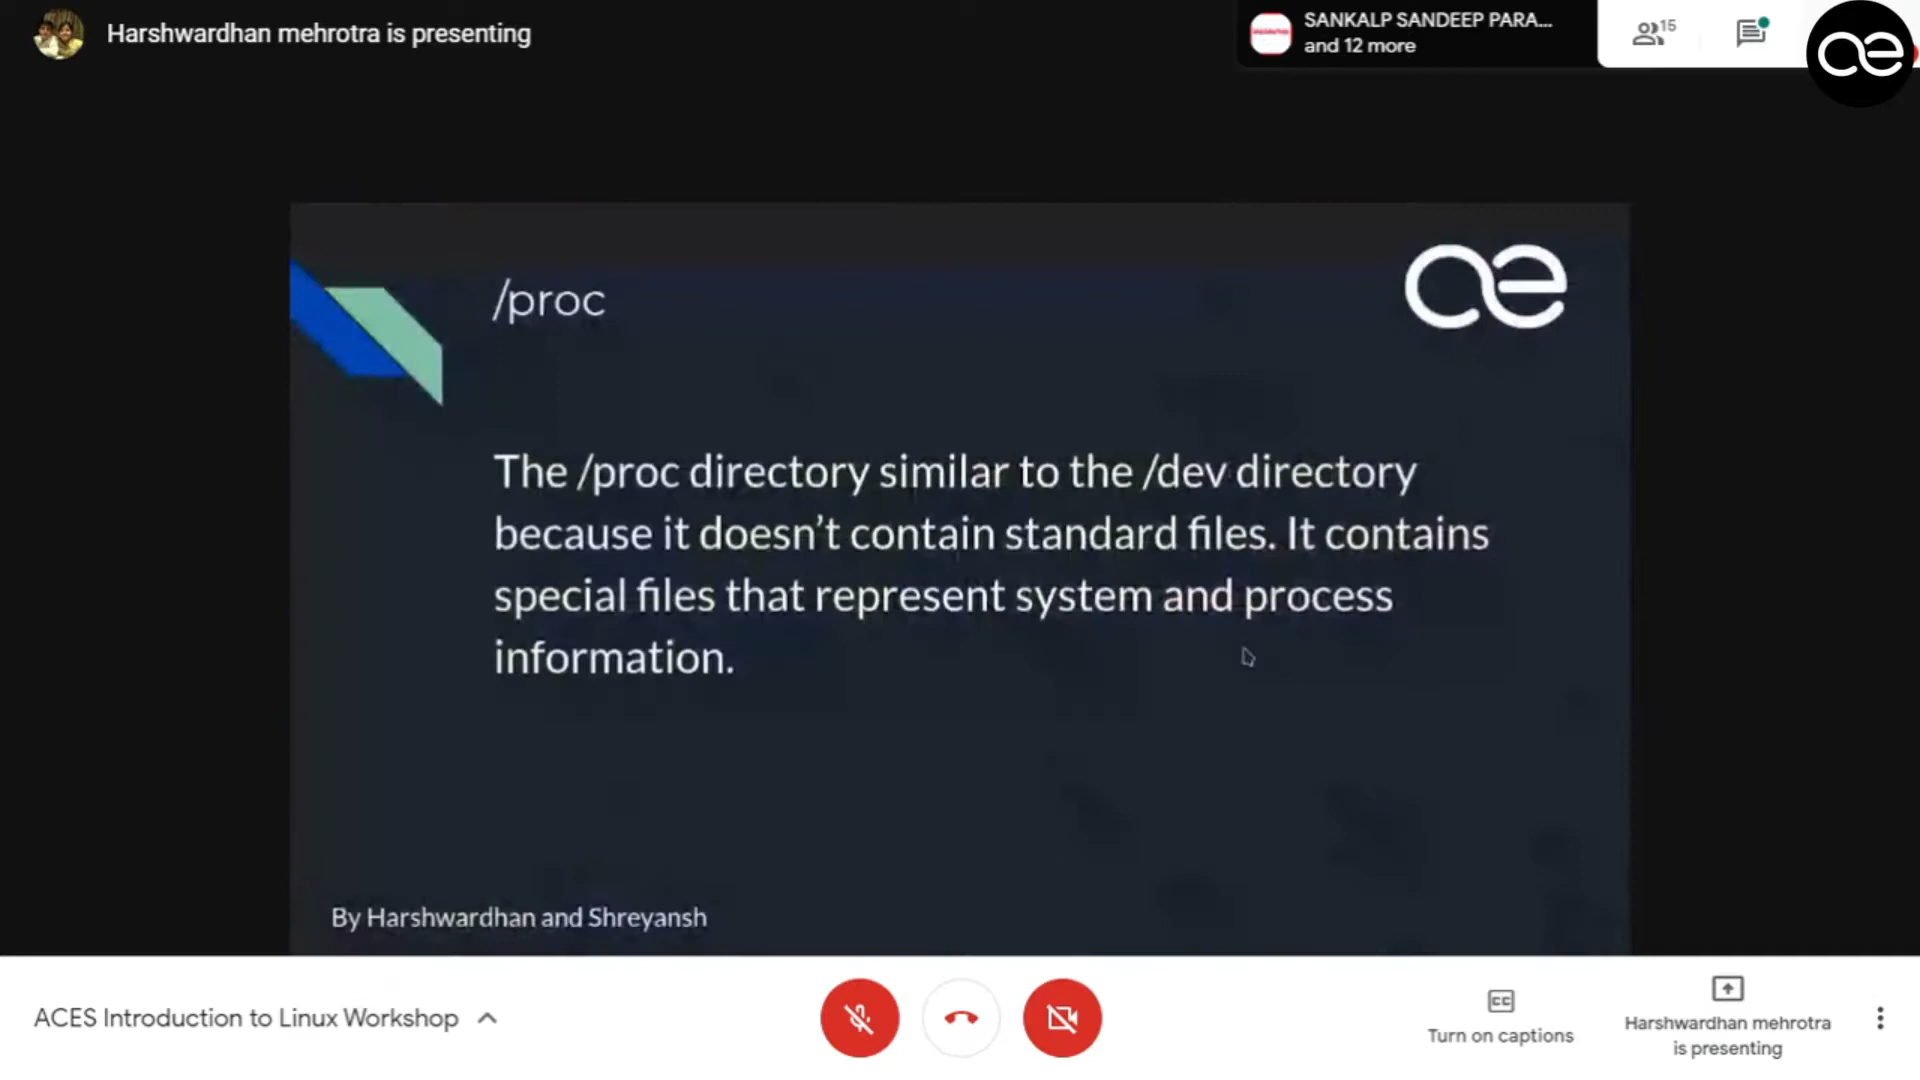 Harshwardhan mehrotra is presenting
SANKALP SANDEEP PARA...
and 12 more
15
/proc
The /proc directory similar to the /dev directory
because it doesn’t contain standard files. It contains
special files that represent system and process
information.
By Harshwardhan and Shreyansh
ACES Introduction to Linux Workshop
CC
Turn on captions
Harshwardhan mehrotra
is presenting